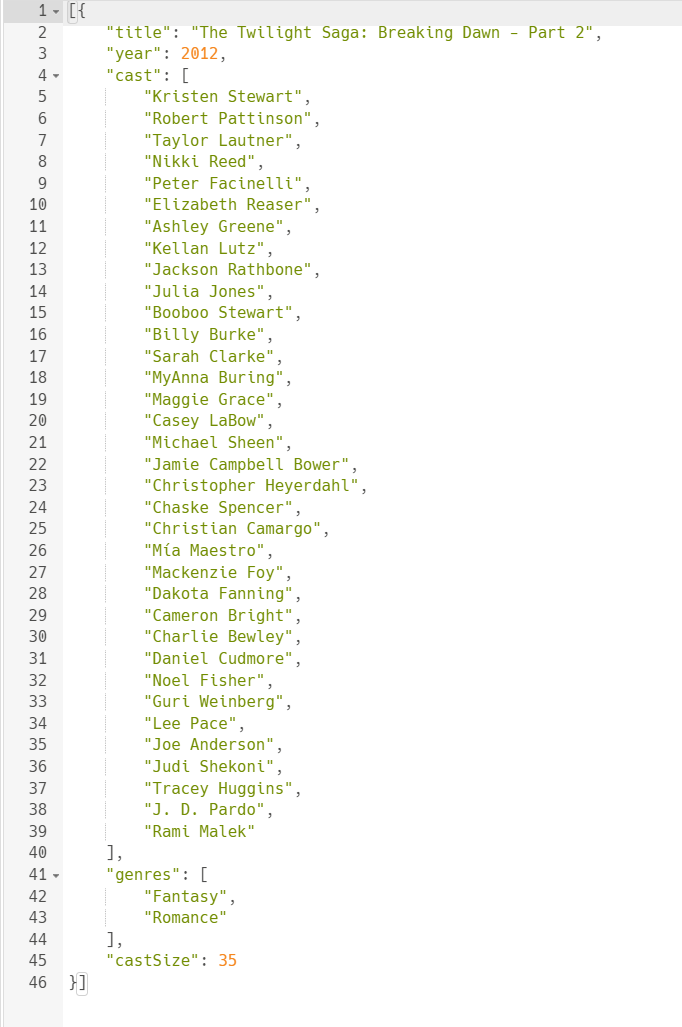 1 [{
2 "title": "The Twilight Saga: Breaking Dawn – Part 2",
3 "year": 2012,
4 "cast": [
5 "Kristen Stewart",
6 "Robert Pattinson",
7 "Taylor Lautner",
8 "Nikki Reed",
9 "Peter Facinelli",
10 "Elizabeth Reaser",
11 "Ashley Greene",
12 "Kellan Lutz",
13 "Jackson Rathbone",
14 "Julia Jones",
15 "Booboo Stewart",
16 "Billy Burke",
17 "Sarah Clarke",
18 "MyAnna Buring",
19 "Maggie Grace",
20 "Casey LaBow",
21 "Michael Sheen",
22 "Jamie Campbell Bower",
23 "Christopher Heyerdahl",
24 "Chaske Spencer",
25 "Christian Camargo",
26 "Mía Maestro",
27 "Mackenzie Foy",
28 "Dakota Fanning",
29 "Cameron Bright",
30 "Charlie Bewley",
31 "Daniel Cudmore",
32 "Noel Fisher",
33 "Guri Weinberg",
34 "Lee Pace",
35 "Joe Anderson",
36 "Judi Shekoni",
37 "Tracey Huggins",
38 "J. D. Pardo",
39 "Rami Malek"
40 ],
41 "genres": [
42 "Fantasy",
43 "Romance"
44 ],
45 "castSize": 35
46 }]